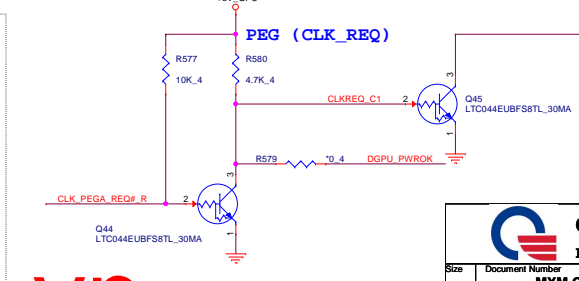 PEG (CLK_REQ)
R577
R580
10K_4
4.7K_4
3
CLKREQ_C1
2
Q45
LTC044EUBFS8TL_30MA
1
R579
*0_4
DGPU_PWROK
3
CLK_PEGA_REQ#_R
2
Q44
LTC044EUBFS8TL_30MA
1
Size
Document Number